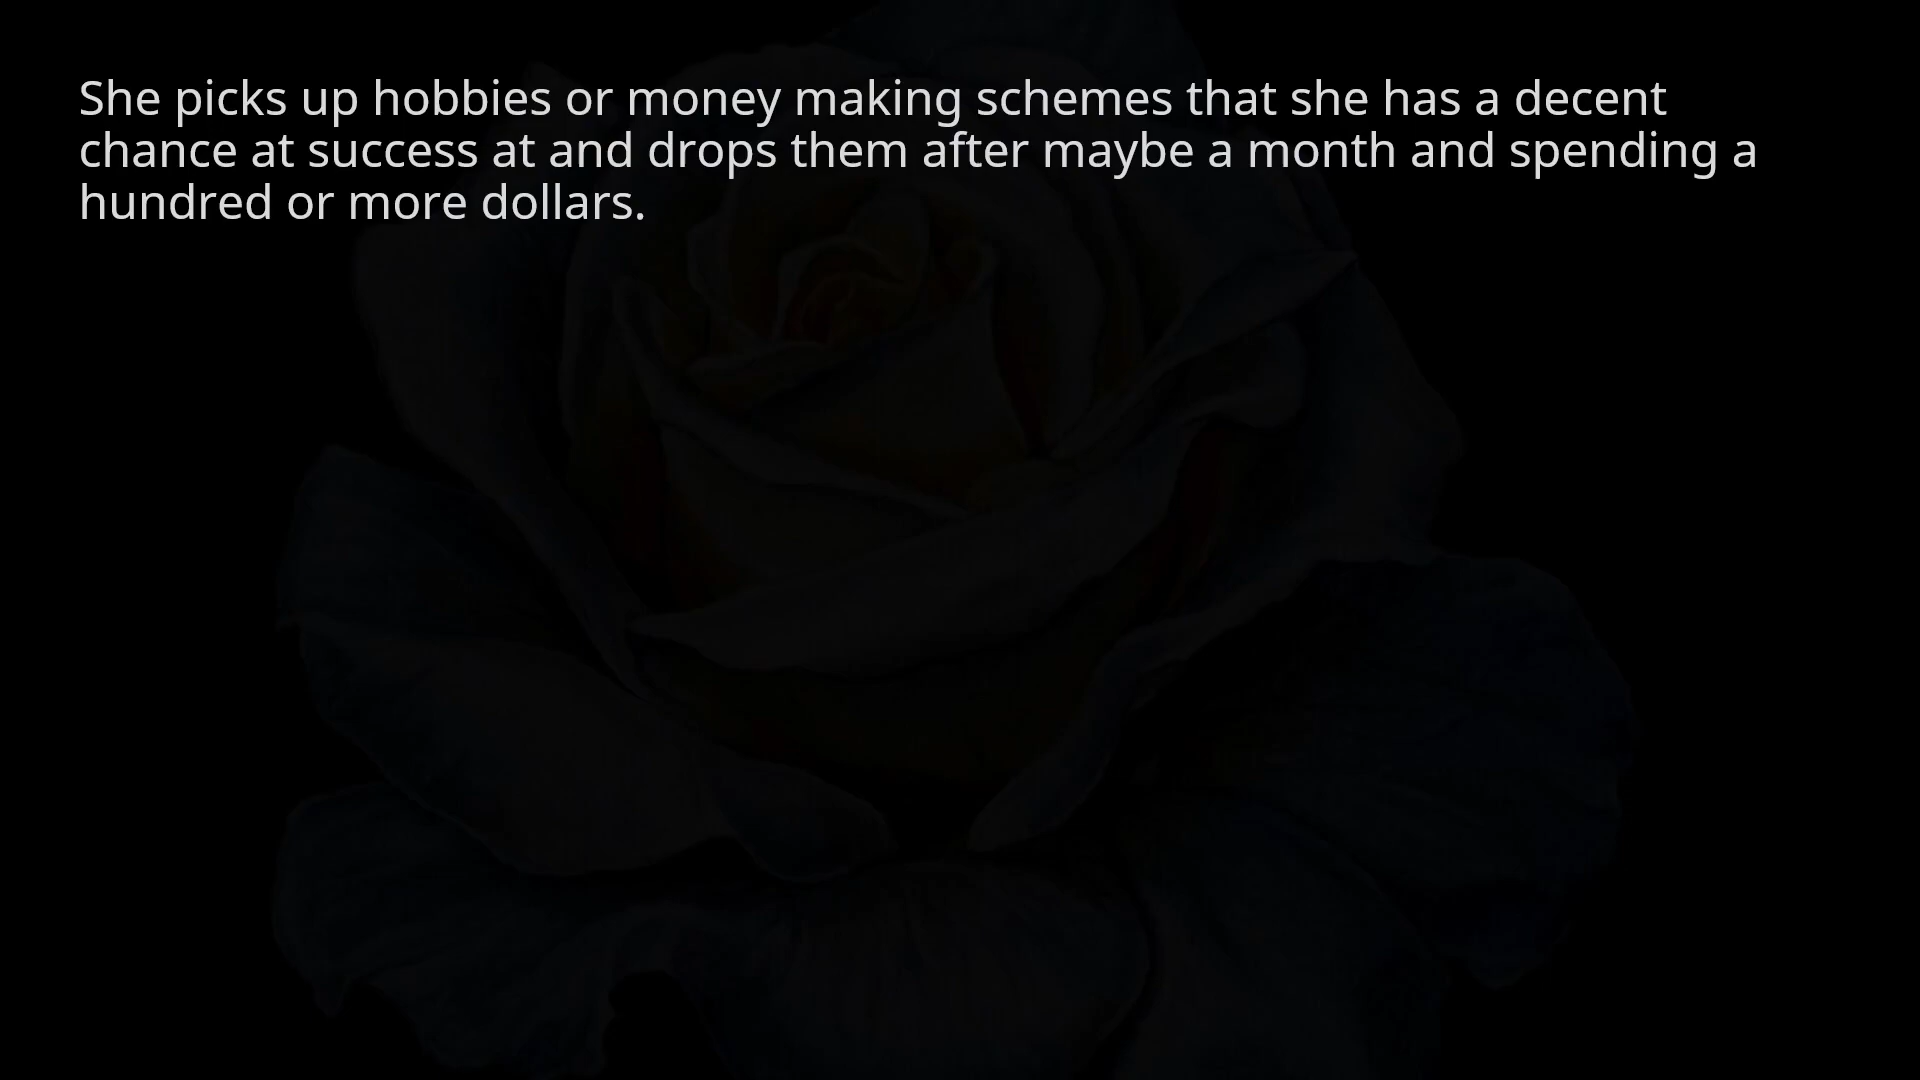 She picks up hobbies or money making schemes that she has a decent
chance at success at and drops them after maybe a month and spending a
hundred or more dollars.